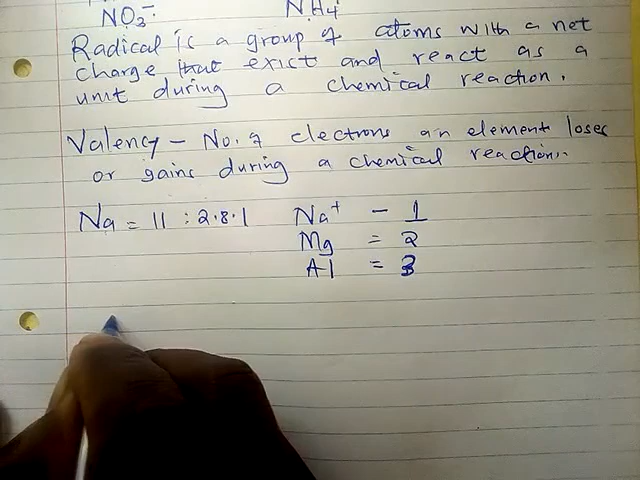 NO3⁻. NH4
Radical is a group of atoms with a net
charge that exist and react as a
unit during a chemical reaction.
Valency - No. of electrons an element loses
or gains during a chemical reaction..
Na = 11 : 2.8.1 Na⁺ - 1
Mg = 2
Al = 3